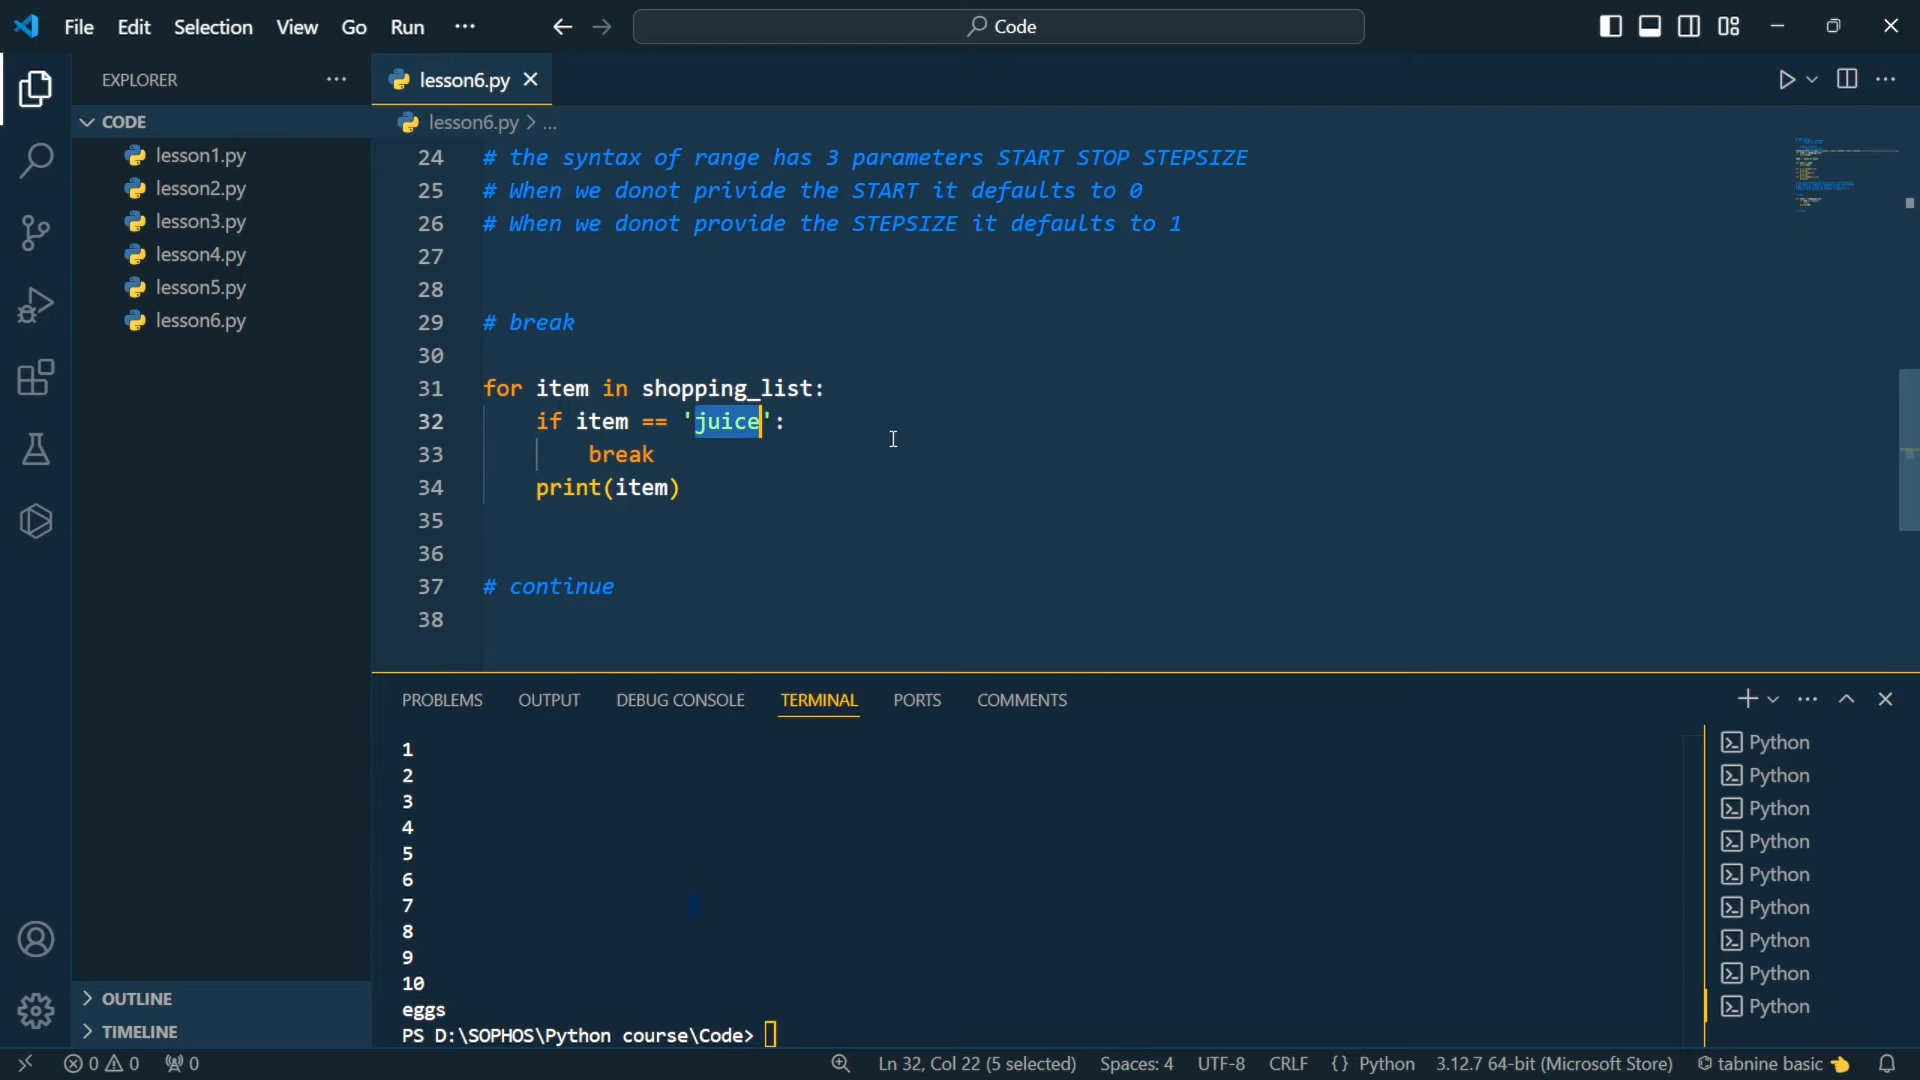 File Edit Selection View Go Run ···
Code
EXPLORER ···
CODE
lesson1.py
lesson2.py
lesson3.py
lesson4.py
lesson5.py
lesson6.py
OUTLINE
TIMELINE
lesson6.py
lesson6.py > ...
24 # the syntax of range has 3 parameters START STOP STEPSIZE
25 # When we donot privide the START it defaults to 0
26 # When we donot provide the STEPSIZE it defaults to 1
27
28
29 # break
30
31 for item in shopping_list:
32 if item == 'juice':
33 break
34 print(item)
35
36
37 # continue
38
PROBLEMS OUTPUT DEBUG CONSOLE TERMINAL PORTS COMMENTS
1
2
3
4
5
6
7
8
9
10
eggs
PS D:\SOPHOS\Python course\Code>
Python
Python
Python
Python
Python
Python
Python
Python
Python
0 0 0 Ln 32, Col 22 (5 selected) Spaces: 4 UTF-8 CRLF {} Python 3.12.7 64-bit (Microsoft Store) tabnine basic